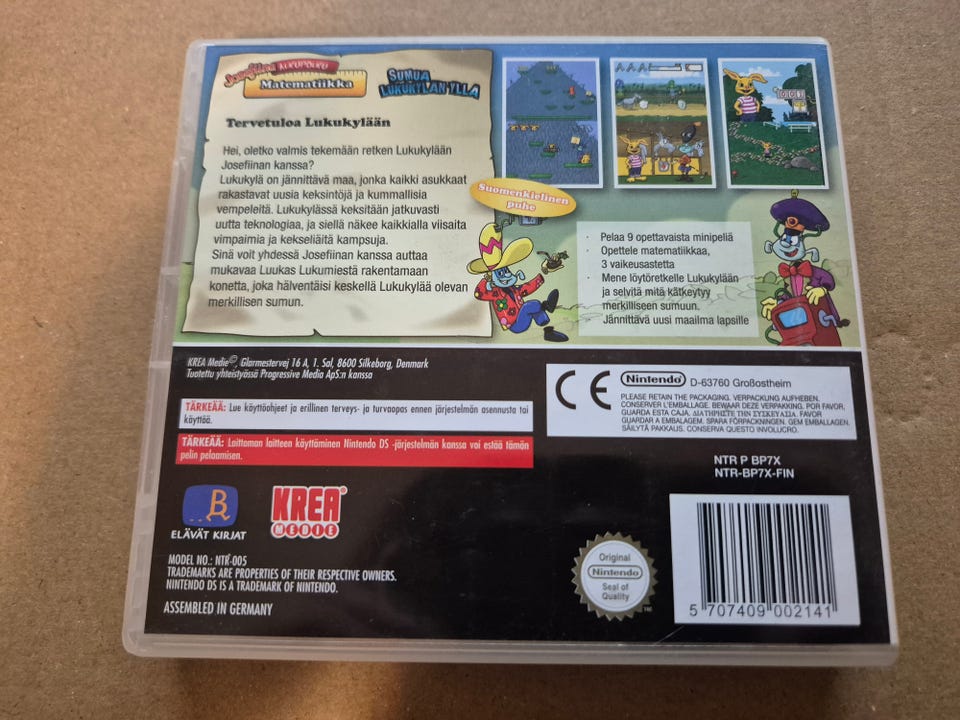 Josefiina KUKUPOLKU
Matematiikka
SUMUA
LUKUKYLÄN YLLÄ
Tervetuloa Lukukylään
Hei, oletko valmis tekemään retken Lukukylään
Josefiinan kanssa?
Lukukylä on jännittävä maa, jonka kaikki asukkaat
rakastavat uusia keksintöjä ja kummallisia
vempeleitä. Lukukylässä keksitään jatkuvasti
uutta teknologiaa, ja siellä näkee kaikkialla viisaita
vimpaimia ja kekseliäitä kampsuja.
Sinä voit yhdessä Josefiinan kanssa auttaa
mukavaa Luukas Lukumiestä rakentamaan
konetta, joka hälventäisi keskellä Lukukylää olevan
merkillisen sumun.
Suomenkielinen
puhe
· Pelaa 9 opettavaista minipeliä
· Opettele matematiikkaa,
3 vaikeusastetta
· Mene löytöretkelle Lukukylään
ja selvitä mitä kätkeytyy
merkilliseen sumuun.
· Jännittävä uusi maailma lapsille
KREA Medie©, Glarmestervej 16 A, 1. Sal, 8600 Silkeborg, Denmark
Tuotettu yhteistyössä Progressive Media ApS:n kanssa
TÄRKEÄÄ: Lue käyttöohjeet ja erillinen terveys- ja turvaopas ennen järjestelmän asennusta tai
käyttöä.
TÄRKEÄÄ: Laittoman laitteen käyttäminen Nintendo DS -järjestelmän kanssa voi estää tämän
pelin pelaamisen.
CE
Nintendo® D-63760 Großostheim
PLEASE RETAIN THE PACKAGING. VERPACKUNG AUFHEBEN.
CONSERVER L'EMBALLAGE. BEWAAR DEZE VERPAKKING. POR FAVOR,
GUARDA ESTA CAJA. ΔΙΑΤΗΡΗΣΤΕ ΤΗΝ ΣΥΣΚΕΥΑΣΙΑ. FAVOR
GUARDAR A EMBALAGEM. SPARA FÖRPACKNINGEN. GEM EMBALLAGEN.
SÄILYTÄ PAKKAUS. CONSERVA QUESTO INVOLUCRO.
NTR P BP7X
NTR-BP7X-FIN
B
ELÄVÄT KIRJAT
KREA®
MEDIE
MODEL NO.: NTR-005
TRADEMARKS ARE PROPERTIES OF THEIR RESPECTIVE OWNERS.
NINTENDO DS IS A TRADEMARK OF NINTENDO.
ASSEMBLED IN GERMANY
Original
Nintendo®
Seal of
Quality
TM
5 707409 002141